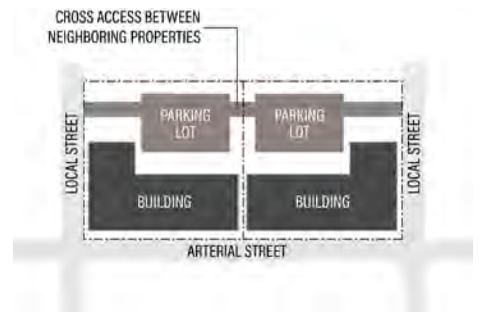 CROSS ACCESS BETWEEN
NEIGHBORING PROPERTIES
PARKING
LOT
PARKING
LOT
LOCAL STREET
LOCAL STREET
BUILDING
BUILDING
ARTERIAL STREET